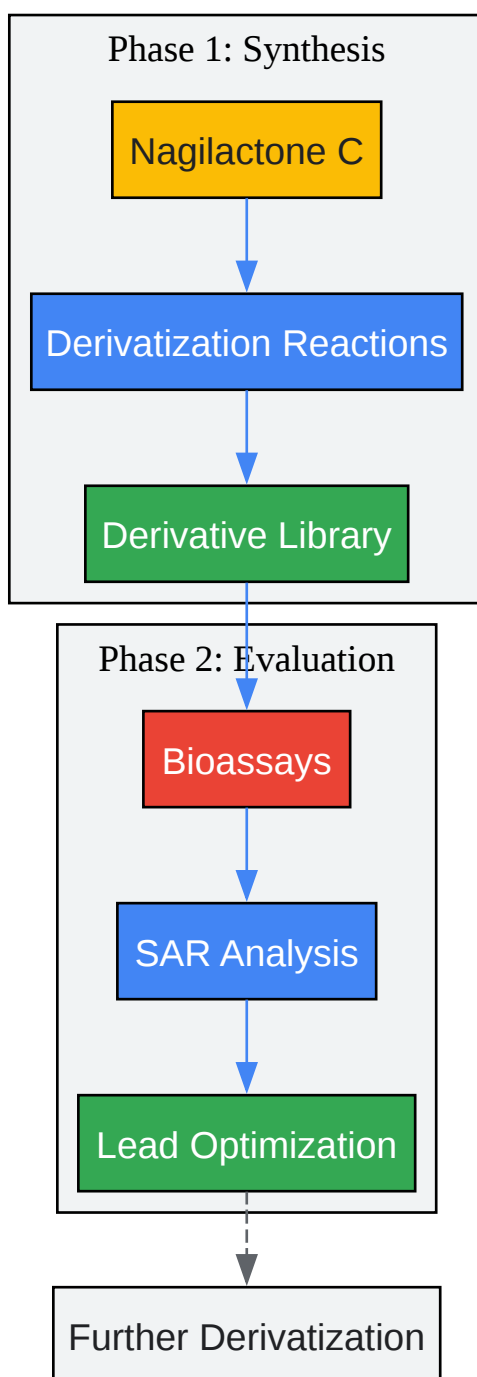 Phase 1: Synthesis
Nagilactone C
Derivatization Reactions
Derivative Library
Phase 2: Evaluation
Bioassays
SAR Analysis
Lead Optimization
Further Derivatization